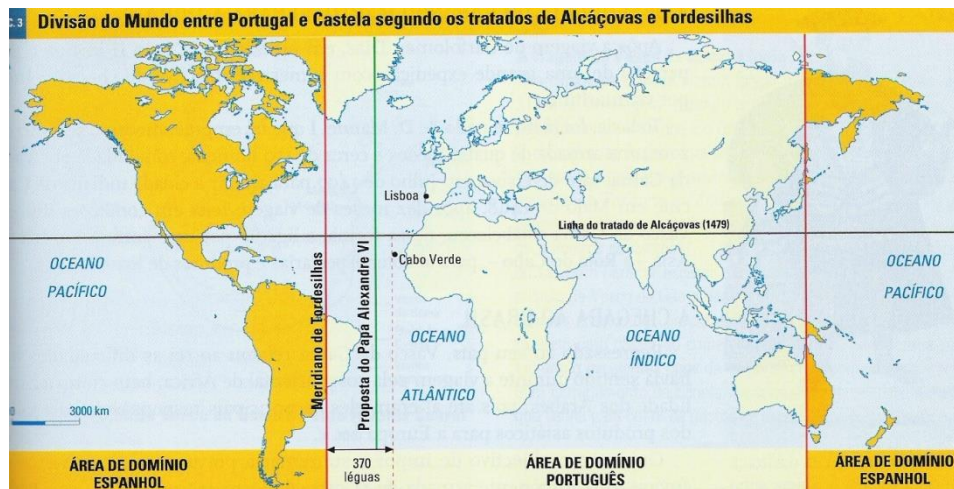 C. 3
Divisão do Mundo entre Portugal e Castela segundo os tratados de Alcáçovas e Tordesilhas
Lisboa
Linha do tratado de Alcáçovas (1479)
Cabo Verde
OCEANO
PACÍFICO
Meridiano de Tordesilhas
Proposta do Papa Alexandre VI
OCEANO
ATLÂNTICO
OCEANO
ÍNDICO
OCEANO
PACÍFICO
3000 km
ÁREA DE DOMÍNIO
ESPANHOL
370
léguas
ÁREA DE DOMÍNIO
PORTUGUÊS
ÁREA DE DOMÍNIO
ESPANHOL